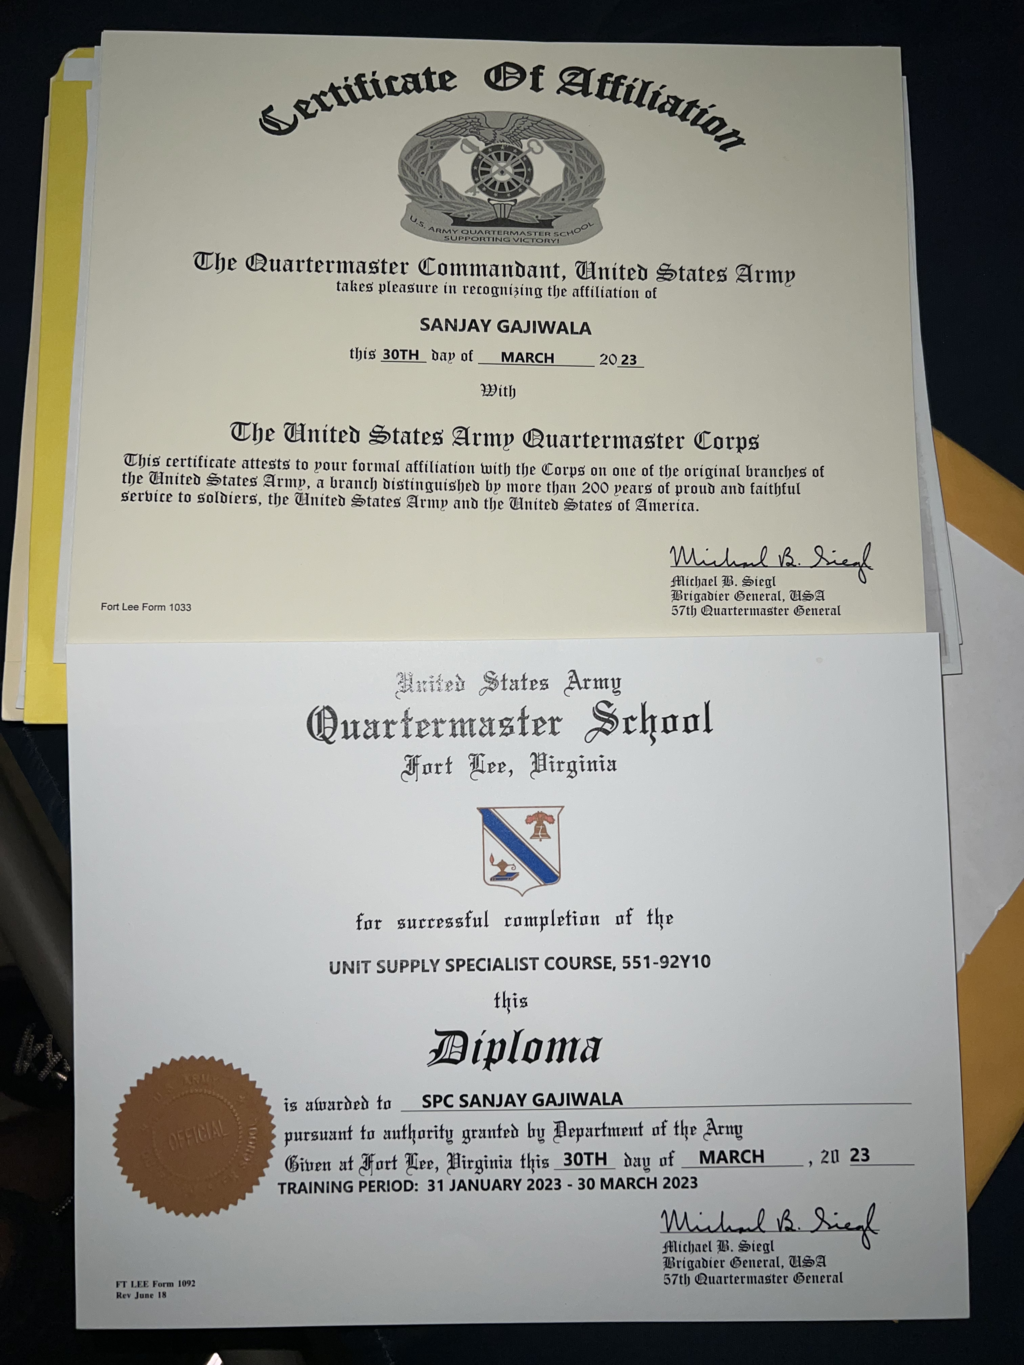 Certificate Of Affiliation
U.S. ARMY QUARTERMASTER SCHOOL
SUPPORTING VICTORY!
The Quartermaster Commandant, United States Army
takes pleasure in recognizing the affiliation of
SANJAY GAJIWALA
this 30TH day of MARCH 20 23
With
The United States Army Quartermaster Corps
This certificate attests to your formal affiliation with the Corps on one of the original branches of
the United States Army, a branch distinguished by more than 200 years of proud and faithful
service to soldiers, the United States Army and the United States of America.
Michael B. Siegl
Michael B. Siegl
Brigadier General, USA
57th Quartermaster General
Fort Lee Form 1033
United States Army
Quartermaster School
Fort Lee, Virginia
for successful completion of the
UNIT SUPPLY SPECIALIST COURSE, 551-92Y10
this
Diploma
is awarded to SPC SANJAY GAJIWALA
pursuant to authority granted by Department of the Army
Given at Fort Lee, Virginia this 30TH day of MARCH , 20 23
TRAINING PERIOD: 31 JANUARY 2023 - 30 MARCH 2023
OFFICIAL
Michael B. Siegl
Michael B. Siegl
Brigadier General, USA
57th Quartermaster General
FT LEE Form 1092
Rev June 18